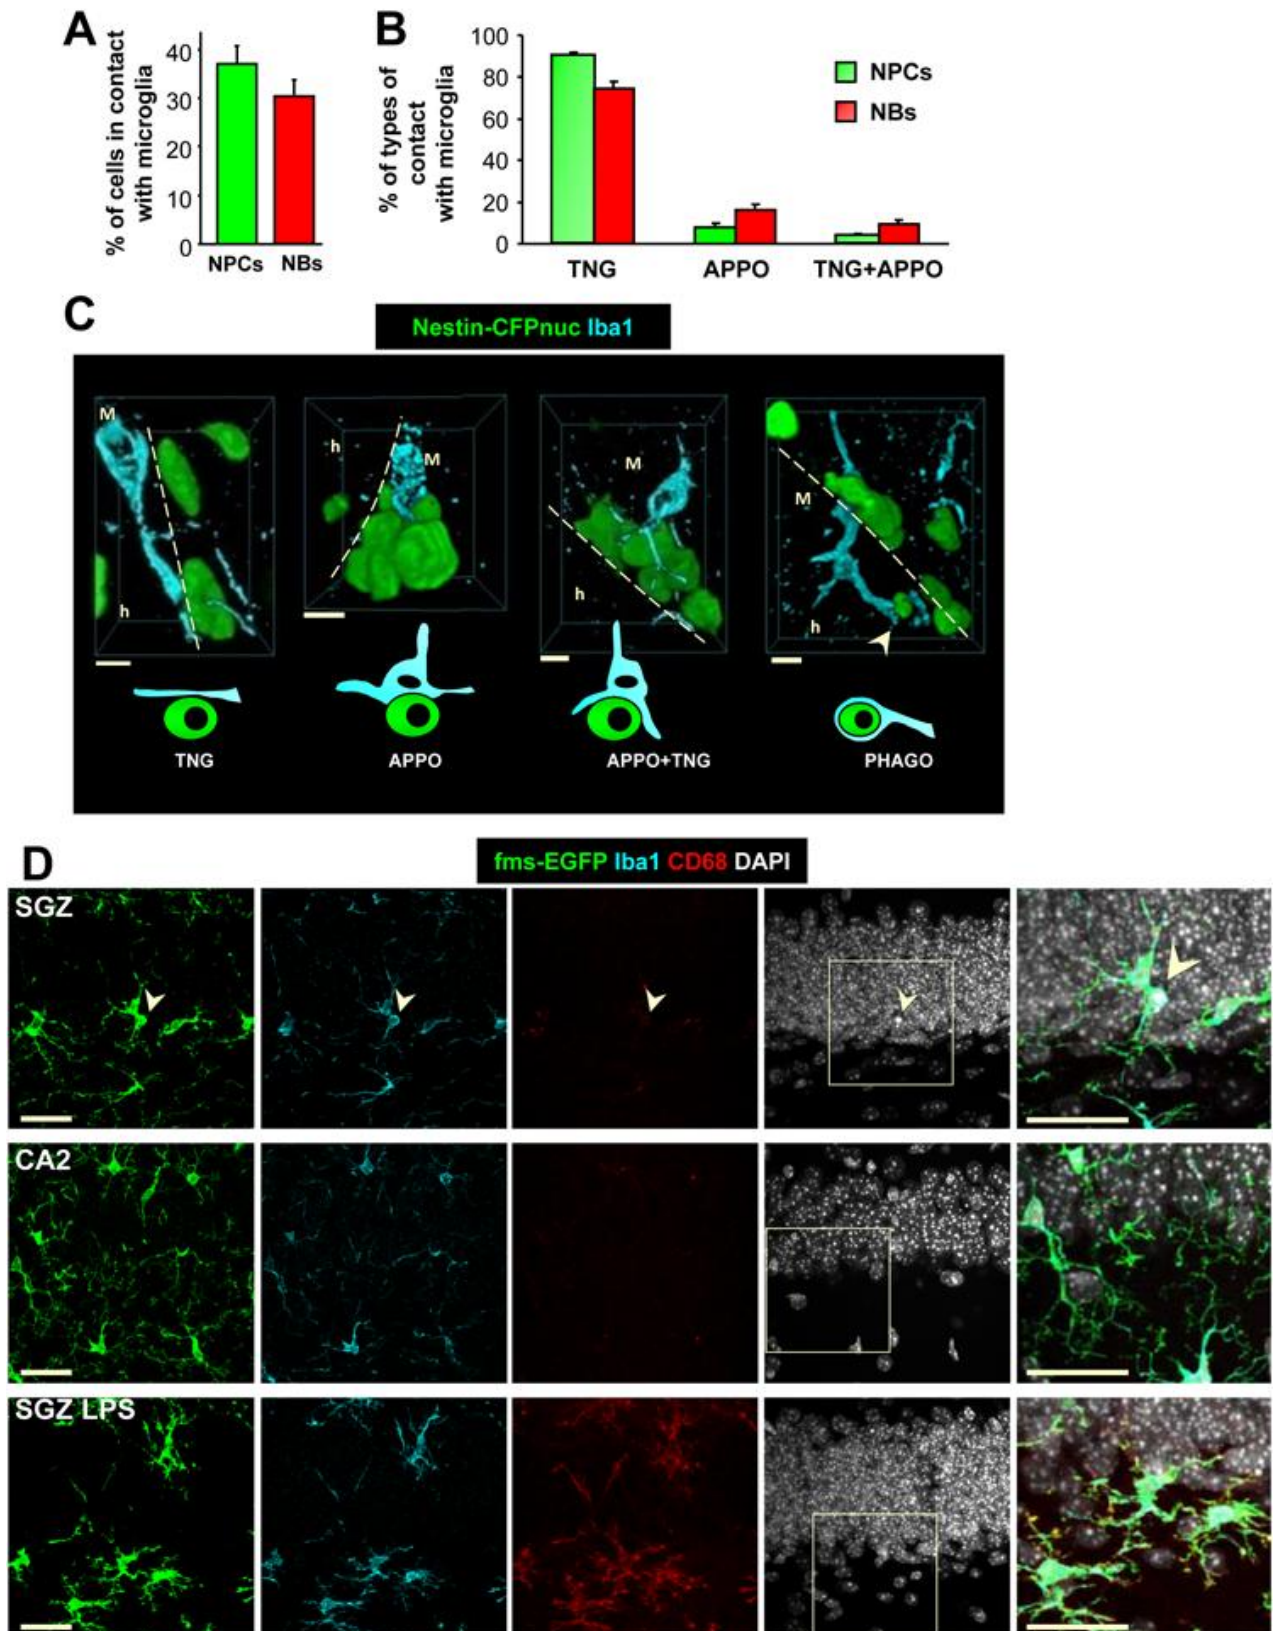 A
% of cells in contact
with microglia
40
30
20
10
0
NPCs NBs
B
% of types of
contact
with microglia
100
80
60
40
20
0
TNG APPO TNG+APPO
NPCs
NBs
C
Nestin-CFPnuc Iba1
M
h
h
M
M
h
M
h
TNG APPO APPO+TNG PHAGO
D
fms-EGFP Iba1 CD68 DAPI
SGZ
CA2
SGZ LPS